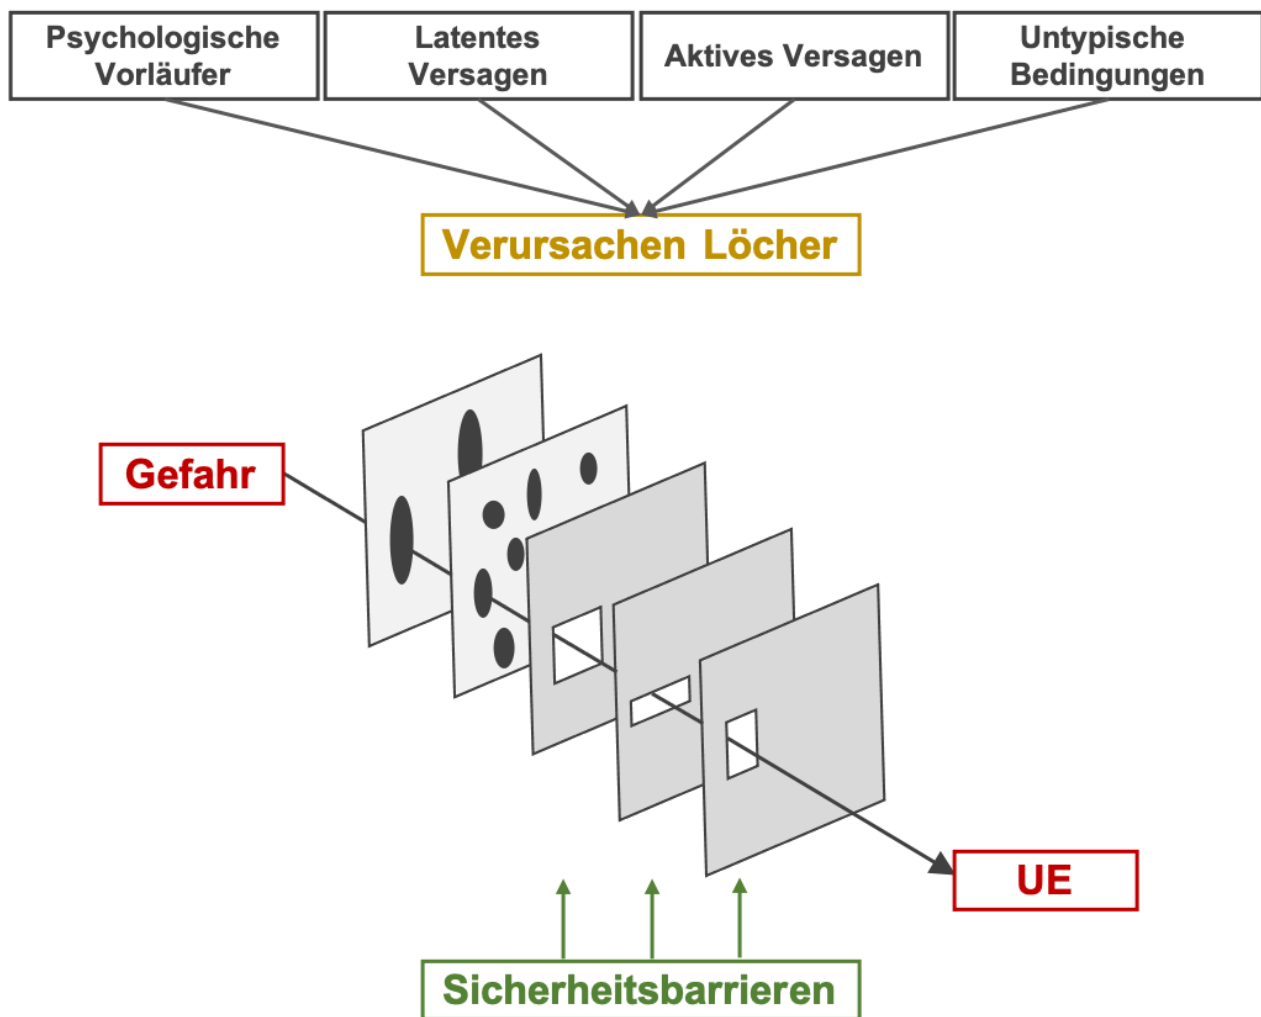 Psychologische
Vorläufer
Latentes
Versagen
Aktives Versagen
Untypische
Bedingungen
Verursachen Löcher
Gefahr
UE
Sicherheitsbarrieren